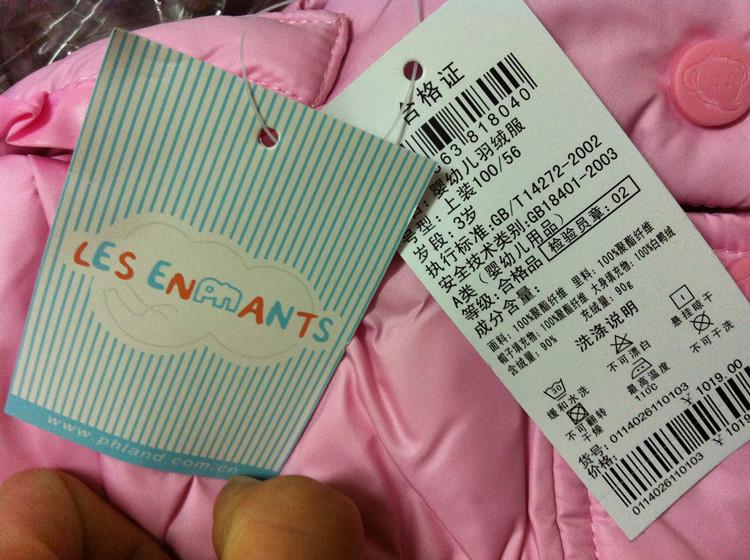 LES ENPHANTS
www.phland.com.cn
合格证
63 818040
婴幼儿羽绒服
号型: 上装100/56
岁段: 3岁
执行标准:GB/T14272-2002
安全技术类别:GB18401-2003
A类 (婴幼儿用品)
等级: 合格品 检验员章: 02
成分含量:
面料: 100%聚酯纤维 里料: 100%聚酯纤维
帽子填充物: 100%聚酯纤维 大身填充物: 100%白鸭绒
含绒量: 90% 充绒量: 90g
洗涤说明
缓和水洗 不可漂白 悬挂晾干
不可翻转干燥 最高温度110℃ 不可干洗
货号: 0114026110103 ¥ 1019.00
价格:
0114026110103 ¥ 1019